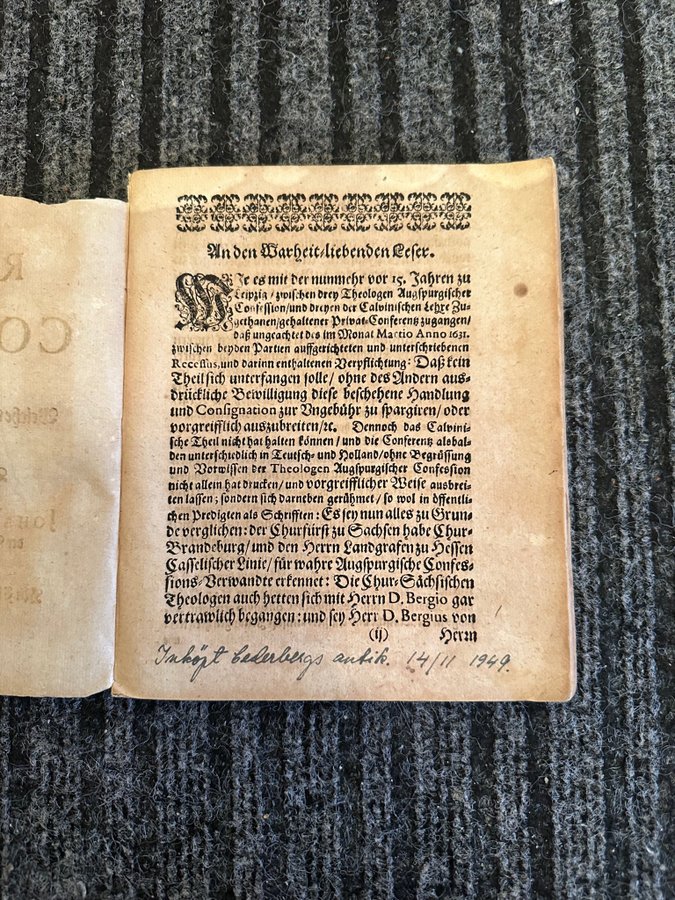 An den Warheit/liebenden Leser.
WJe es mit der nunmehr vor 15. Jahren zu
Leipzig / zwischen drey Theologen Augspurgischer
Confession/und dreyen der Calvinischen Lehre Zu-
gethanen/gehaltener Privat-Conferentz zugangen/
daß ungeachtet des im Monat Martio Anno 1631.
zwischen beyden Partien auffgerichteten und unterschriebenen
Recessus, und darinn enthaltenen Verpflichtung: Daß kein
Theil sich unterfangen solle / ohne des Andern aus-
drückliche Bewilligung diese beschehene Handlung
und Consignation zur Vngebühr zu spargiren / oder
vorgreifflich auszubreiten/ꝛc. Dennoch das Calvini-
sche Theil nicht hat halten können / und die Conferentz alsbal-
den unterschiedlich in Teutsch- und Holland/ohne Begrüssung
und Vorwissen der Theologen Augspurgischer Confession
nicht allein hat drucken / und vorgreifflicher Weise ausbrei-
ten lassen; sondern sich darneben gerühmet / so wol in öffentli-
chen Predigten als Schrifften: Es sey nun alles zu Grun-
de verglichen: der Churfürst zu Sachsen habe Chur-
Brandeburg / und den Herrn Landgrafen zu Hessen
Casselischer Linie / für wahre Augspurgische Confes-
sions-Verwandte erkennet: Die Chur-Sächsischen
Theologen auch hetten sich mit Herrn D. Bergio gar
vertrawlich begangen: und sey Herr D. Bergius von
(ij) Herrn
Inköpt Cederbergs antik. 14/11 1949.